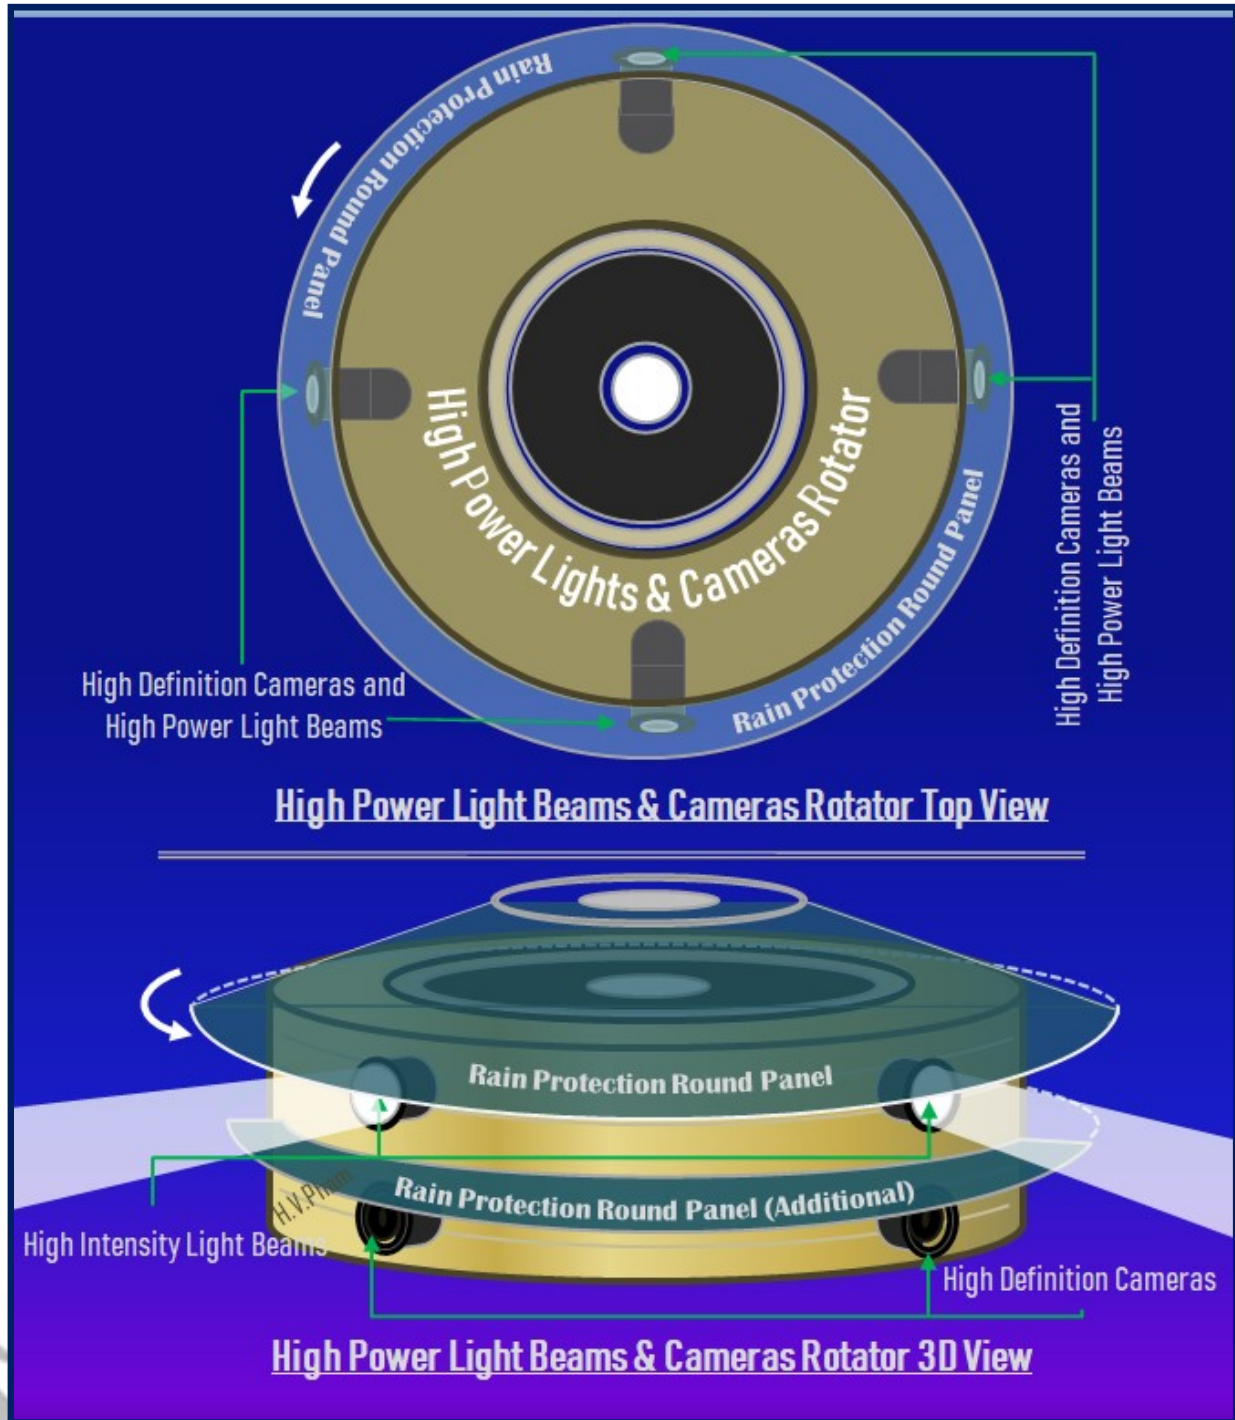 Rain Protection Round Panel
High Power Lights & Cameras Rotator
Rain Protection Round Panel
High Definition Cameras and
High Power Light Beams
High Definition Cameras and
High Power Light Beams
High Power Light Beams & Cameras Rotator Top View
Rain Protection Round Panel
Rain Protection Round Panel (Additional)
H.V.Pham
High Intensity Light Beams
High Definition Cameras
High Power Light Beams & Cameras Rotator 3D View